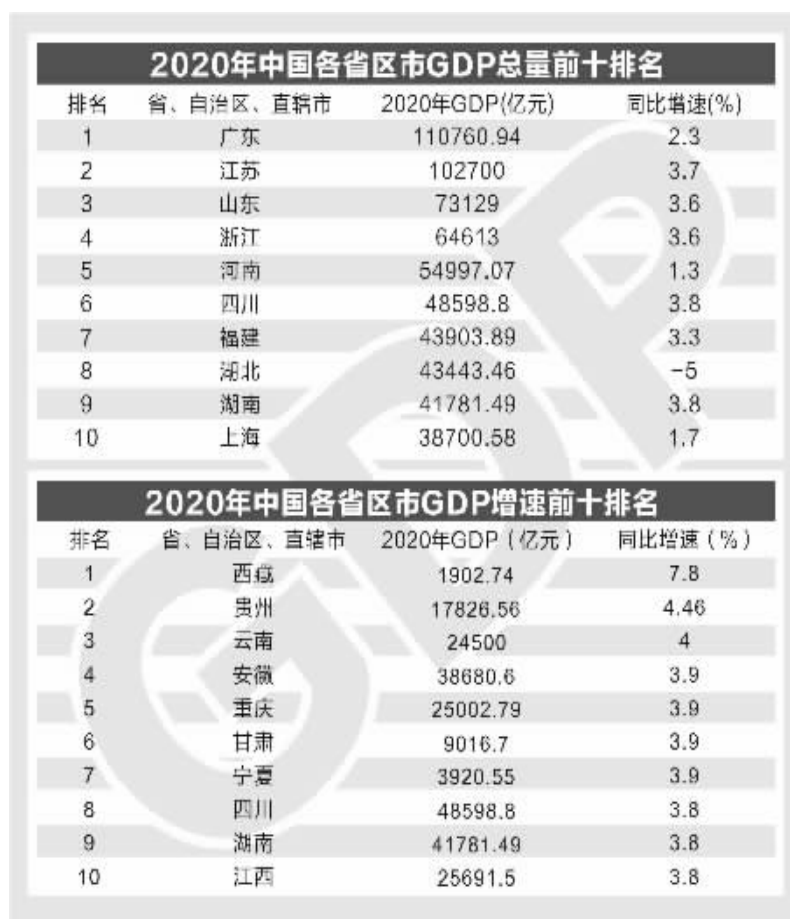 2020年中国各省区市GDP总量前十排名
排名 省、自治区、直辖市 2020年GDP(亿元) 同比增速(%)
1 广东 110760.94 2.3
2 江苏 102700 3.7
3 山东 73129 3.6
4 浙江 64613 3.6
5 河南 54997.07 1.3
6 四川 48598.8 3.8
7 福建 43903.89 3.3
8 湖北 43443.46 -5
9 湖南 41781.49 3.8
10 上海 38700.58 1.7
2020年中国各省区市GDP增速前十排名
排名 省、自治区、直辖市 2020年GDP(亿元) 同比增速(%)
1 西藏 1902.74 7.8
2 贵州 17826.56 4.46
3 云南 24500 4
4 安徽 38680.6 3.9
5 重庆 25002.79 3.9
6 甘肃 9016.7 3.9
7 宁夏 3920.55 3.9
8 四川 48598.8 3.8
9 湖南 41781.49 3.8
10 江西 25691.5 3.8
GDP